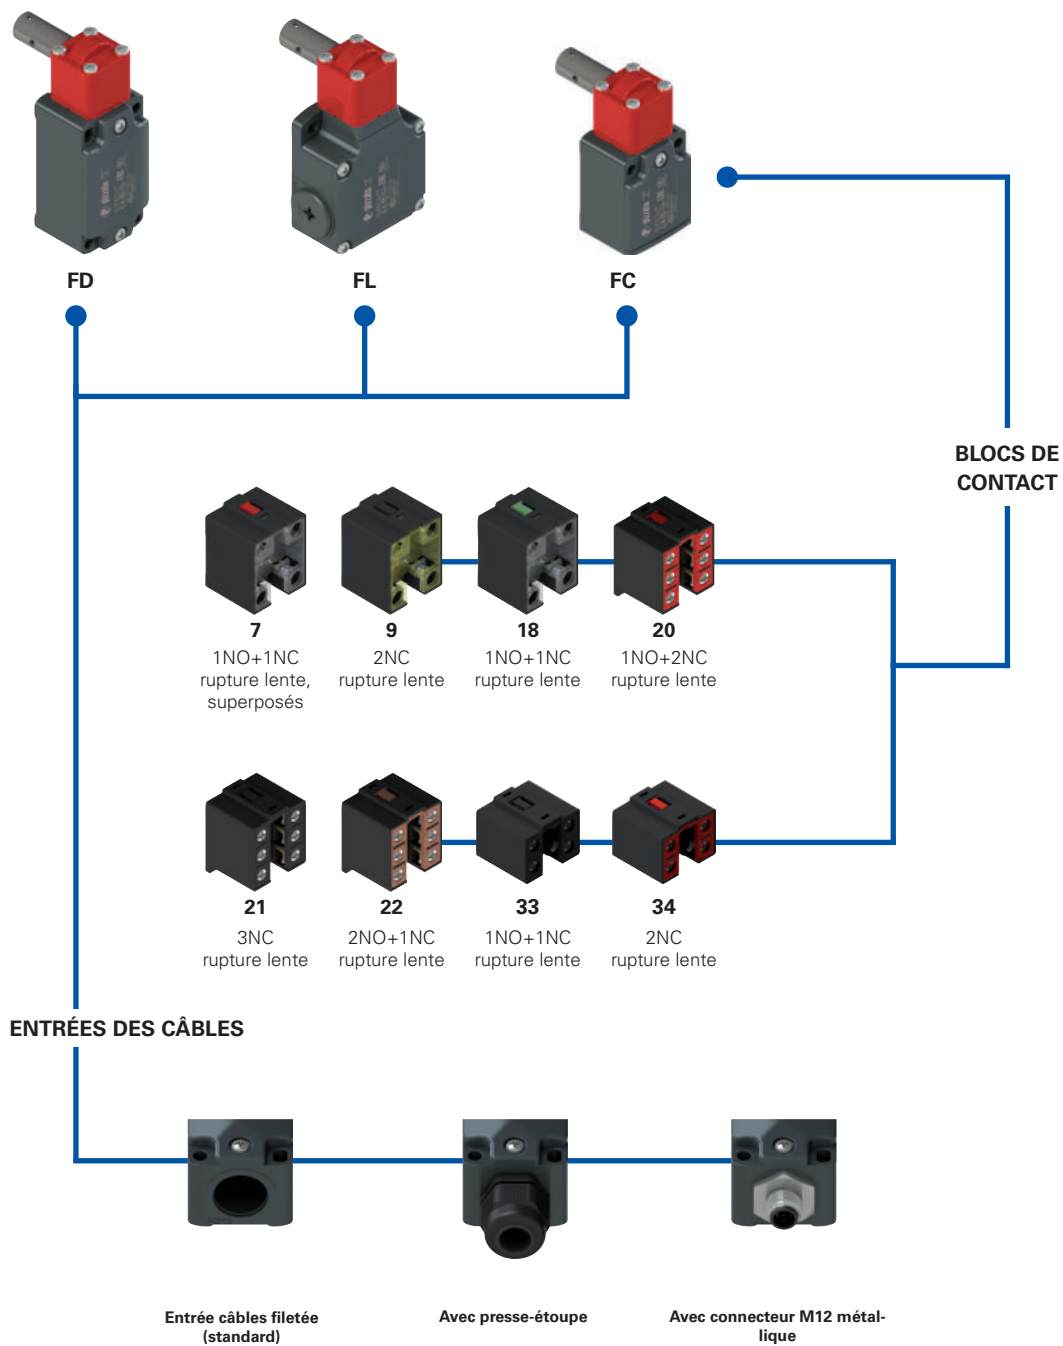 FD
FL
FC
BLOCS DE
CONTACT
7
9
18
20
1NO+1NC
rupture lente,
superposés
2NC
rupture lente
1NO+1NC
rupture lente
1NO+2NC
rupture lente
21
22
33
34
3NC
rupture lente
2NO+1NC
rupture lente
1NO+1NC
rupture lente
2NC
rupture lente
ENTRÉES DES CÂBLES
Entrée câbles filetée
(standard)
Avec presse-étoupe
Avec connecteur M12 métal-
lique